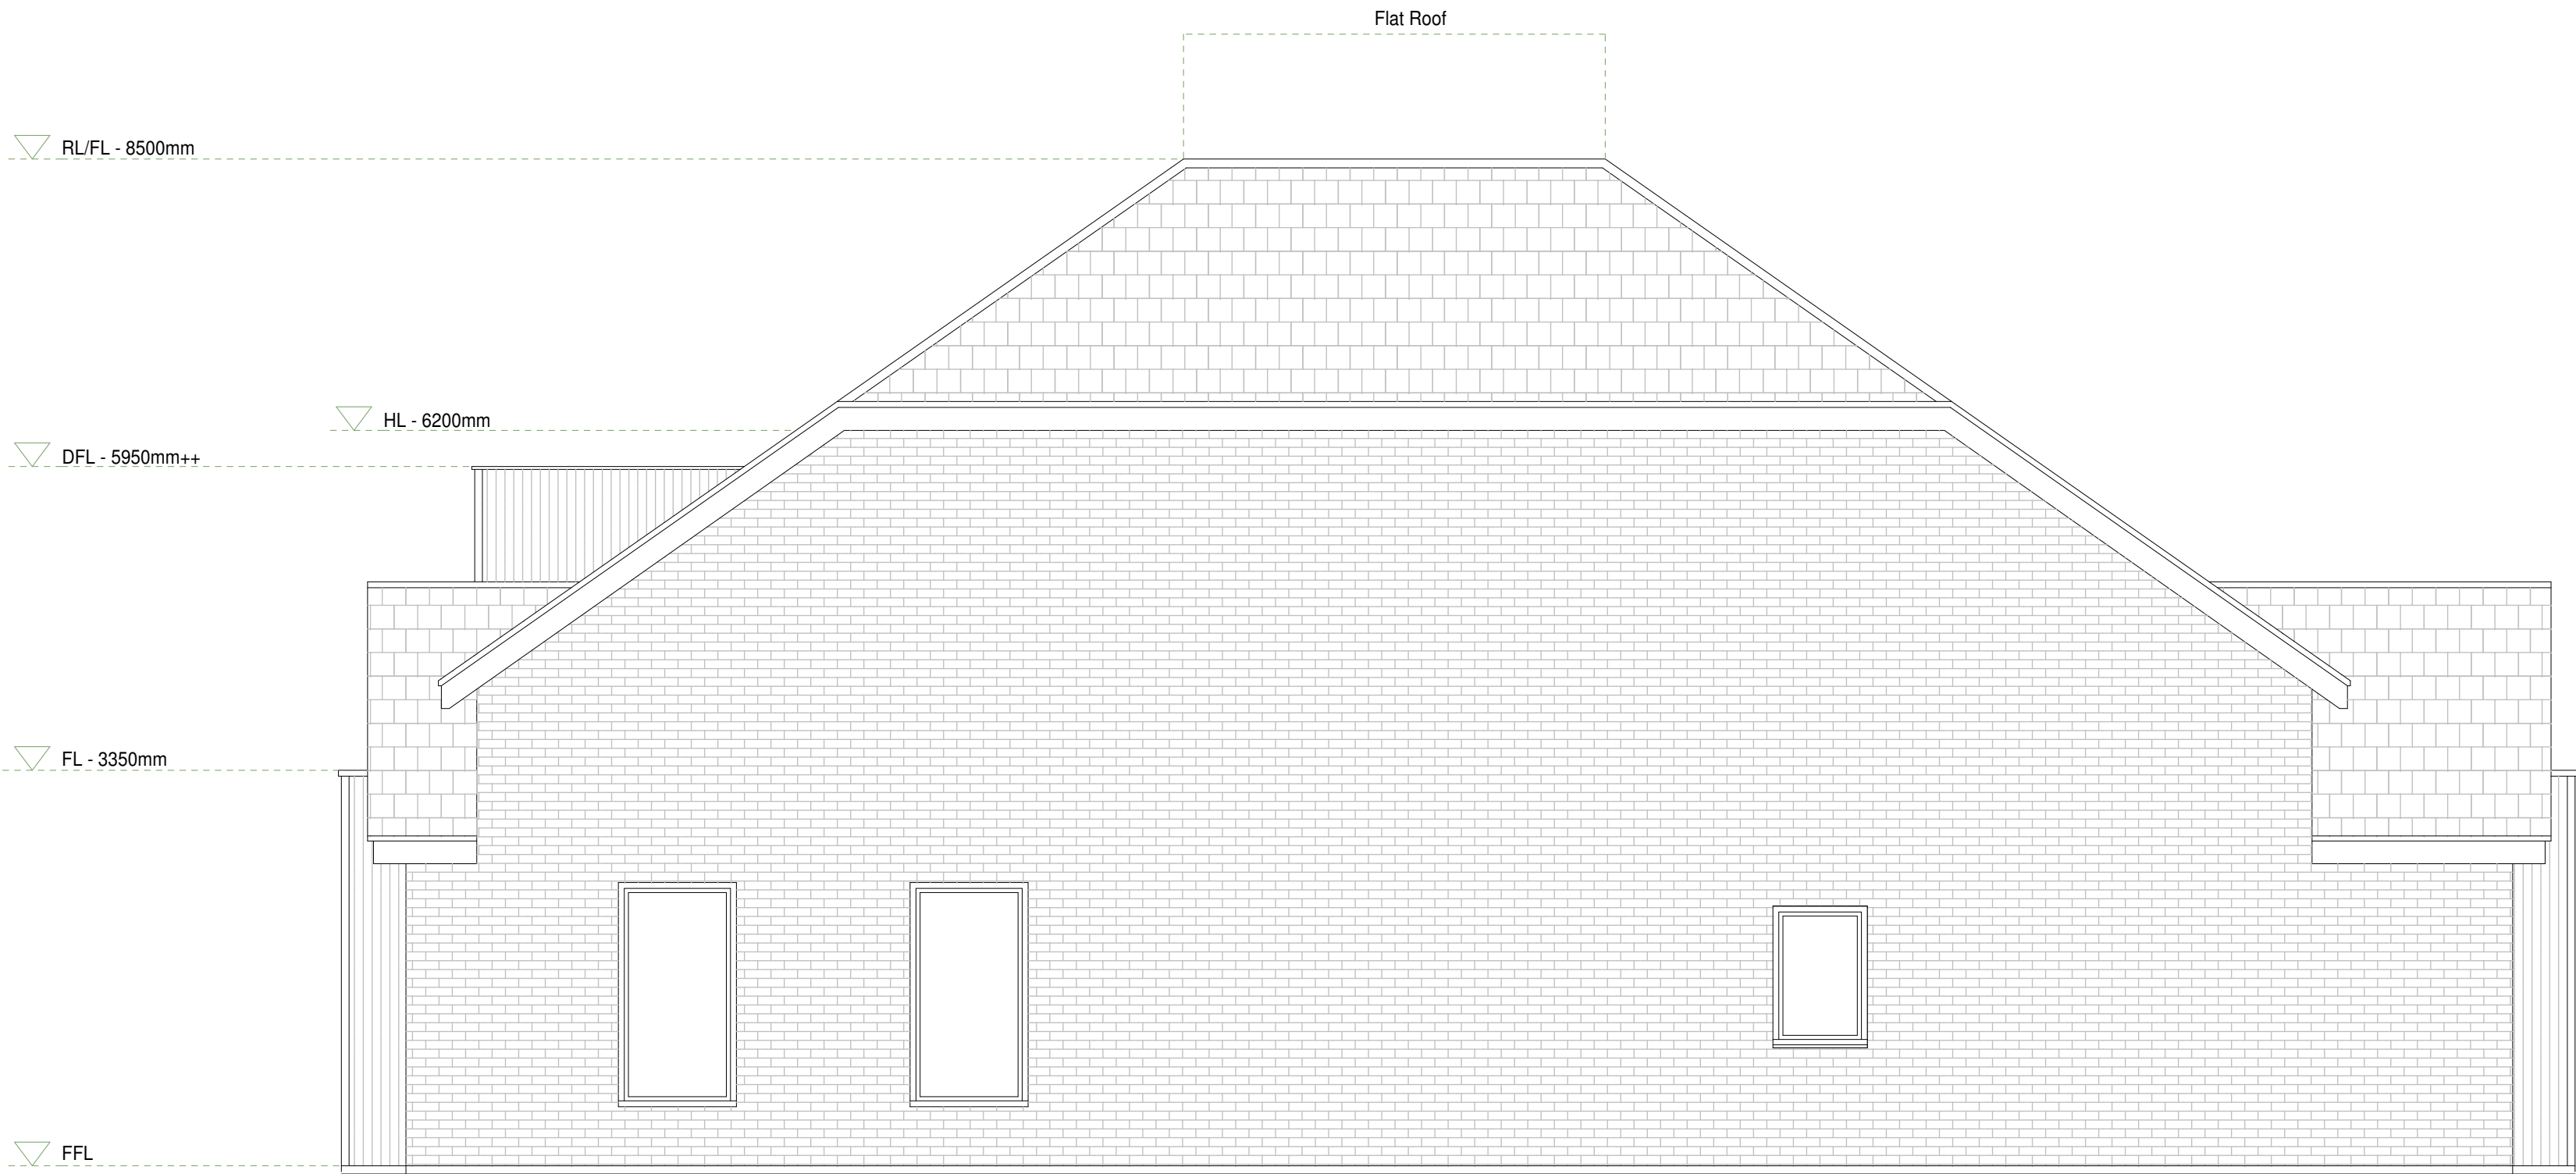 Flat Roof
RL/FL - 8500mm
HL - 6200mm
DFL - 5950mm++
FL - 3350mm
FFL